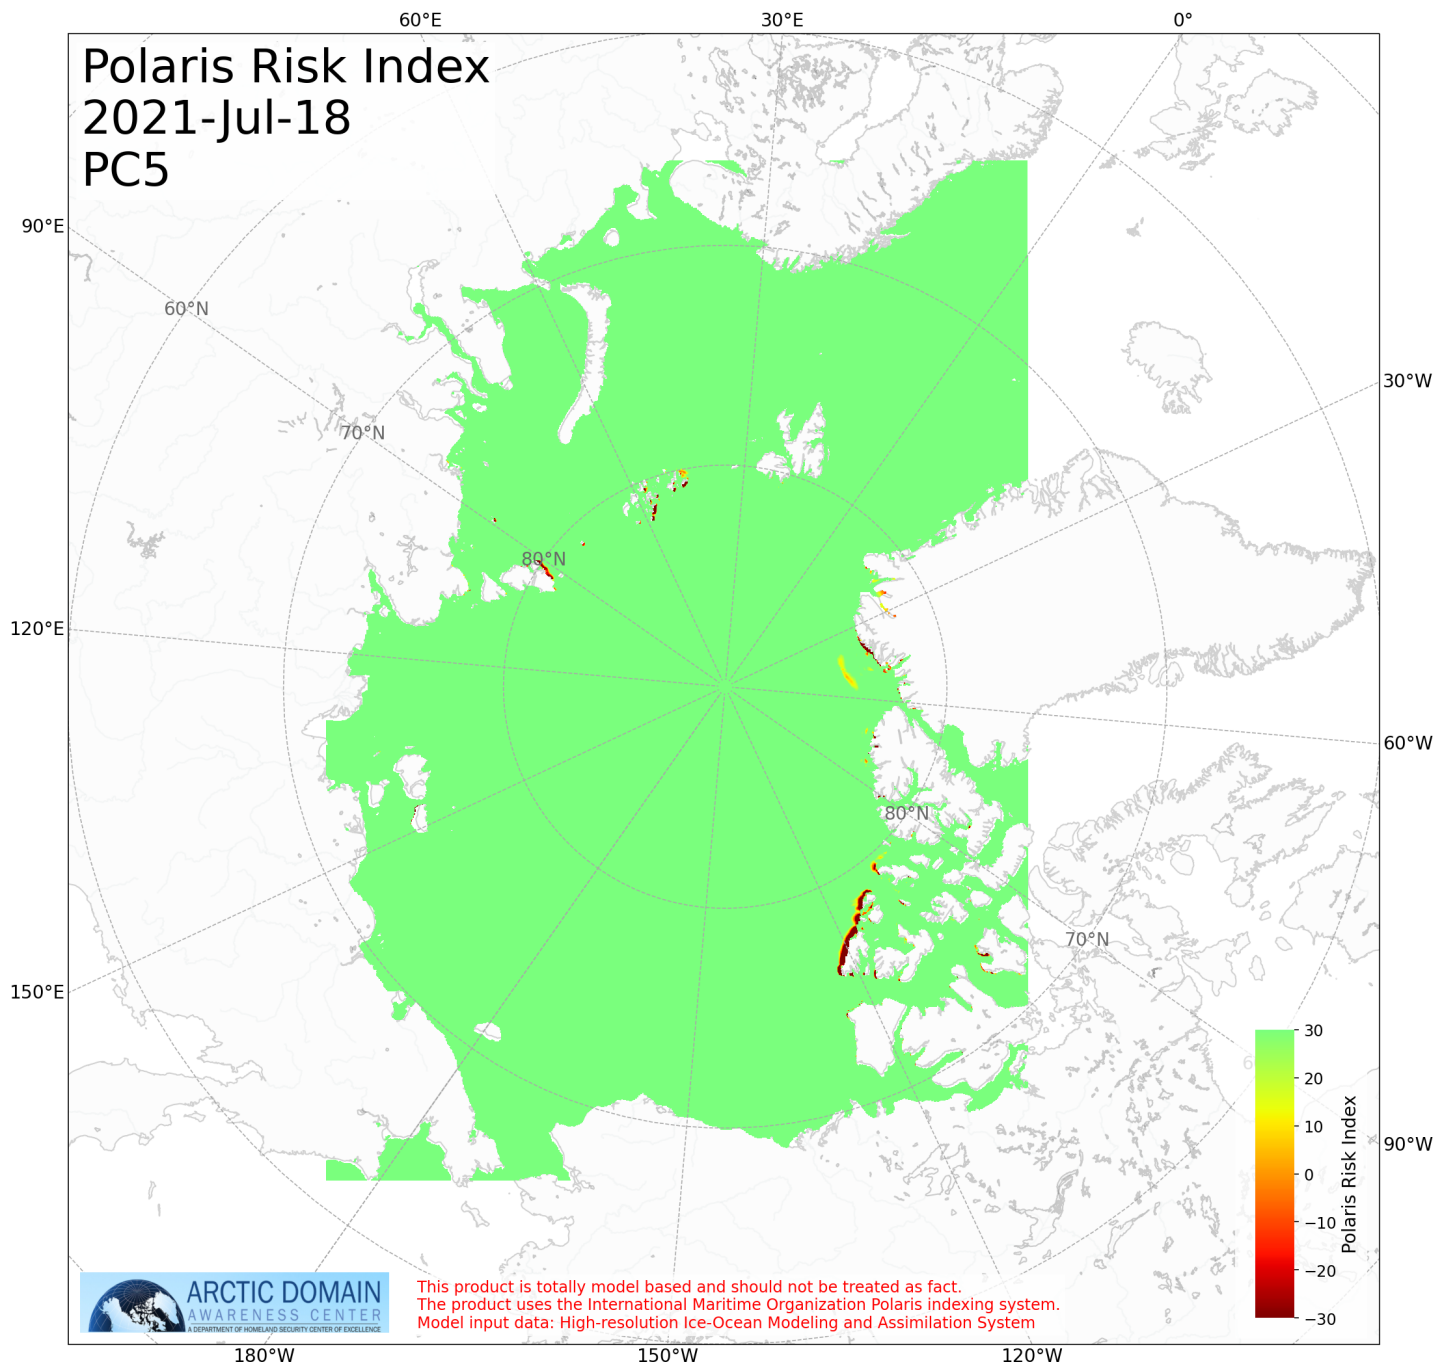 60°E
30°E
0°
Polaris Risk Index
2021-Jul-18
PC5
90°E
60°N
30°W
70°N
80°N
120°E
60°W
80°N
70°N
150°E
30
20
10
0
−10
−20
−30
Polaris Risk Index
90°W
ARCTIC DOMAIN
AWARENESS CENTER
A DEPARTMENT OF HOMELAND SECURITY CENTER OF EXCELLENCE
This product is totally model based and should not be treated as fact.
The product uses the International Maritime Organization Polaris indexing system.
Model input data: High-resolution Ice-Ocean Modeling and Assimilation System
180°W
150°W
120°W